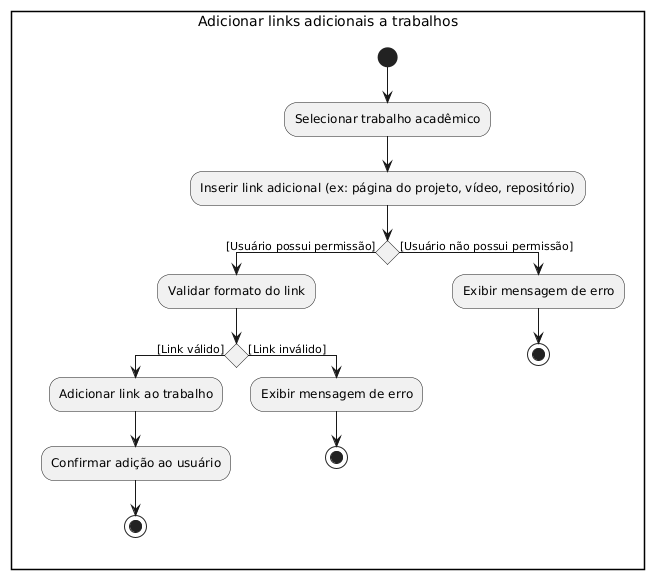 Adicionar links adicionais a trabalhos
Selecionar trabalho acadêmico
Inserir link adicional (ex: página do projeto, vídeo, repositório)
[Usuário possui permissão]
[Usuário não possui permissão]
Validar formato do link
Exibir mensagem de erro
[Link válido]
[Link inválido]
Adicionar link ao trabalho
Exibir mensagem de erro
Confirmar adição ao usuário